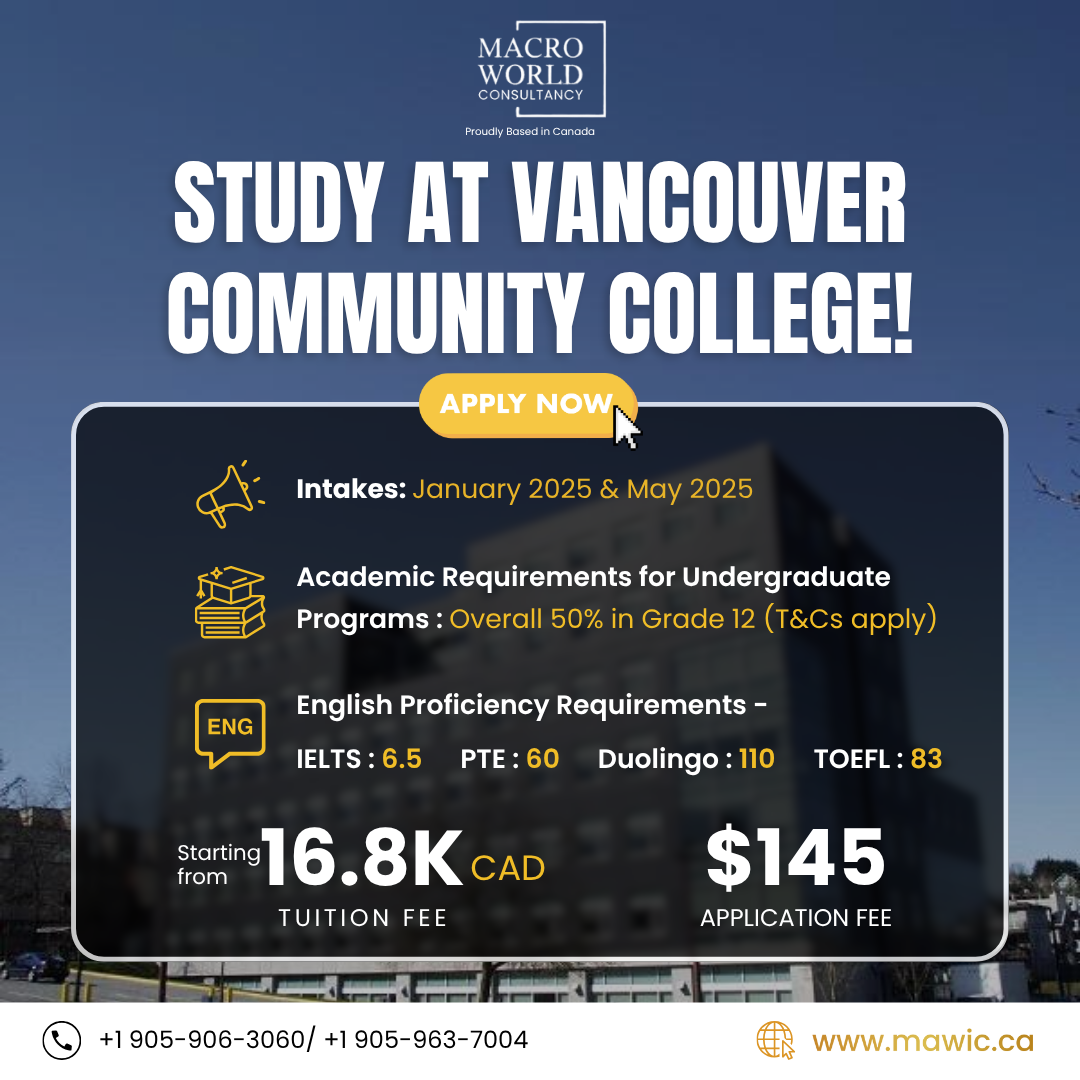 MACRO
WORLD
CONSULTANCY
Proudly Based in Canada
STUDY AT VANCOUVER
COMMUNITY COLLEGE!
APPLY NOW
Intakes: January 2025 & May 2025
Academic Requirements for Undergraduate
Programs : Overall 50% in Grade 12 (T&Cs apply)
ENG
English Proficiency Requirements -
IELTS : 6.5 PTE : 60 Duolingo : 110 TOEFL : 83
Starting
from
16.8K CAD
TUITION FEE
$145
APPLICATION FEE
+1 905-906-3060/ +1 905-963-7004
www.mawic.ca